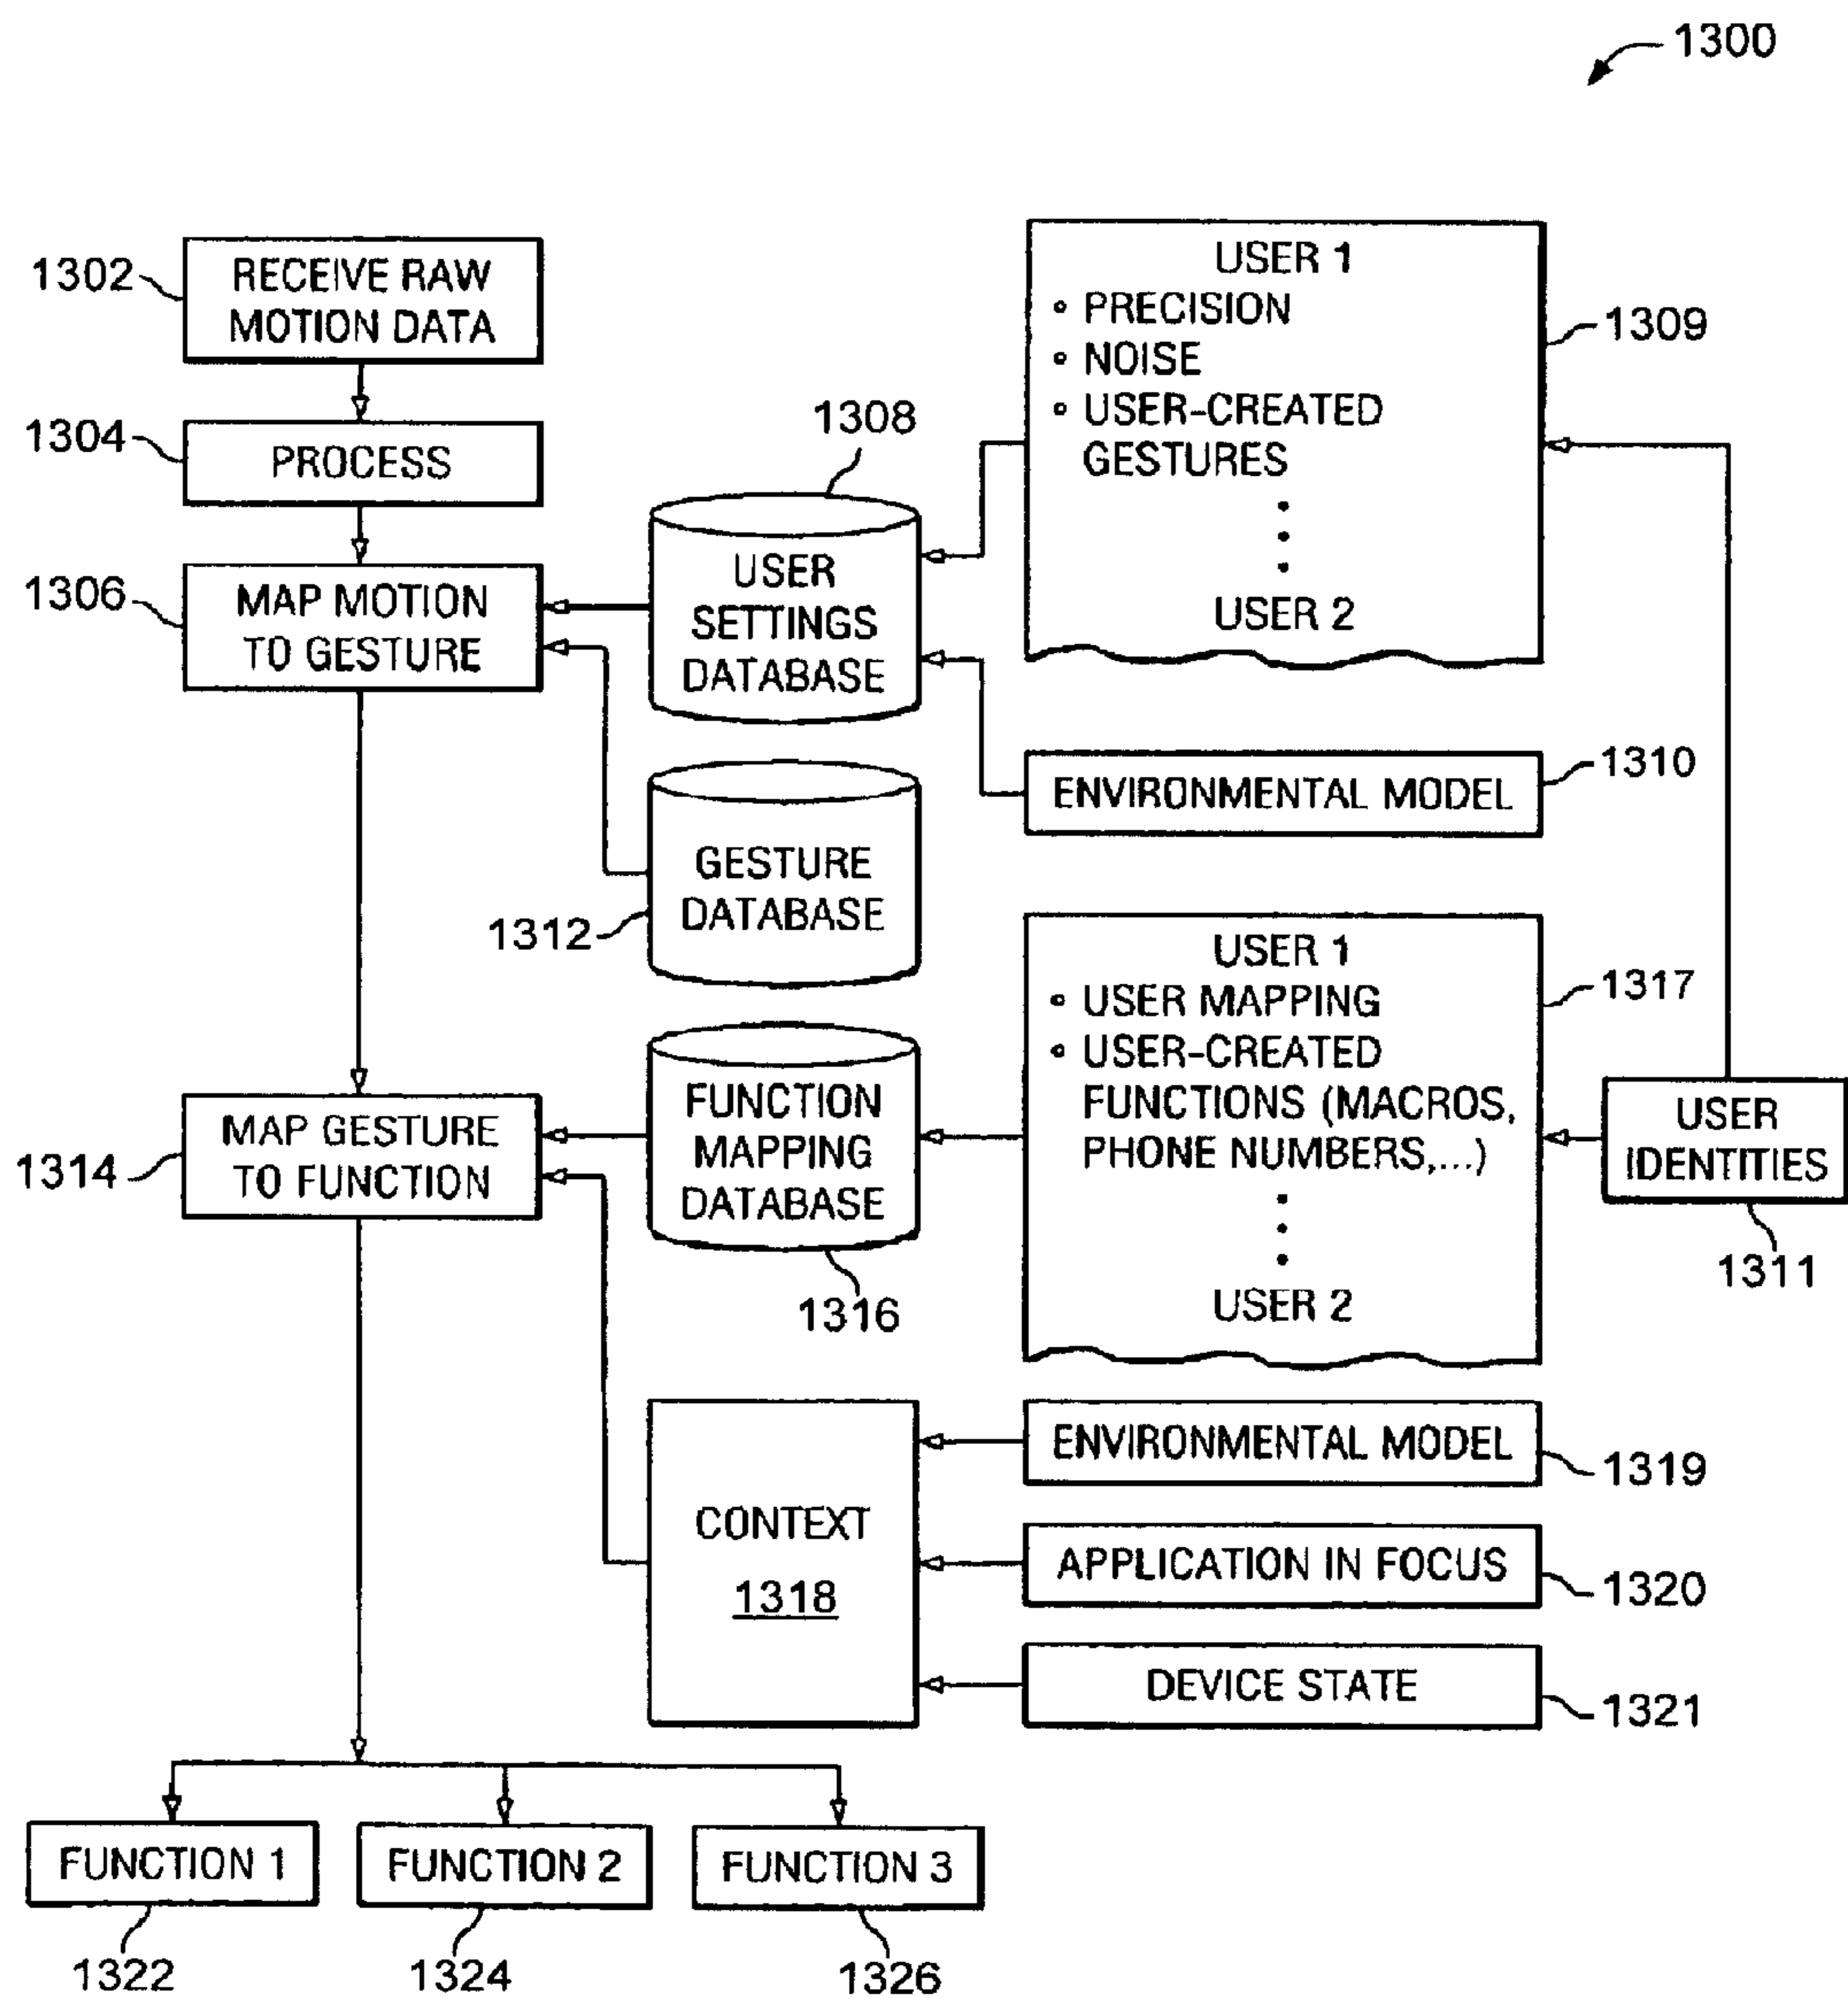 1300
1302
RECEIVE RAW
MOTION DATA
1304
PROCESS
1306
MAP MOTION
TO GESTURE
1308
USER
SETTINGS
DATABASE
USER 1
• PRECISION
• NOISE
• USER-CREATED
GESTURES
USER 2
1309
ENVIRONMENTAL MODEL
1310
GESTURE
DATABASE
1312
1314
MAP GESTURE
TO FUNCTION
FUNCTION
MAPPING
DATABASE
1316
USER 1
• USER MAPPING
• USER-CREATED
FUNCTIONS (MACROS,
PHONE NUMBERS,...)
USER 2
1317
USER
IDENTITIES
1311
CONTEXT
1318
ENVIRONMENTAL MODEL
1319
APPLICATION IN FOCUS
1320
DEVICE STATE
1321
FUNCTION 1
FUNCTION 2
FUNCTION 3
1322
1324
1326